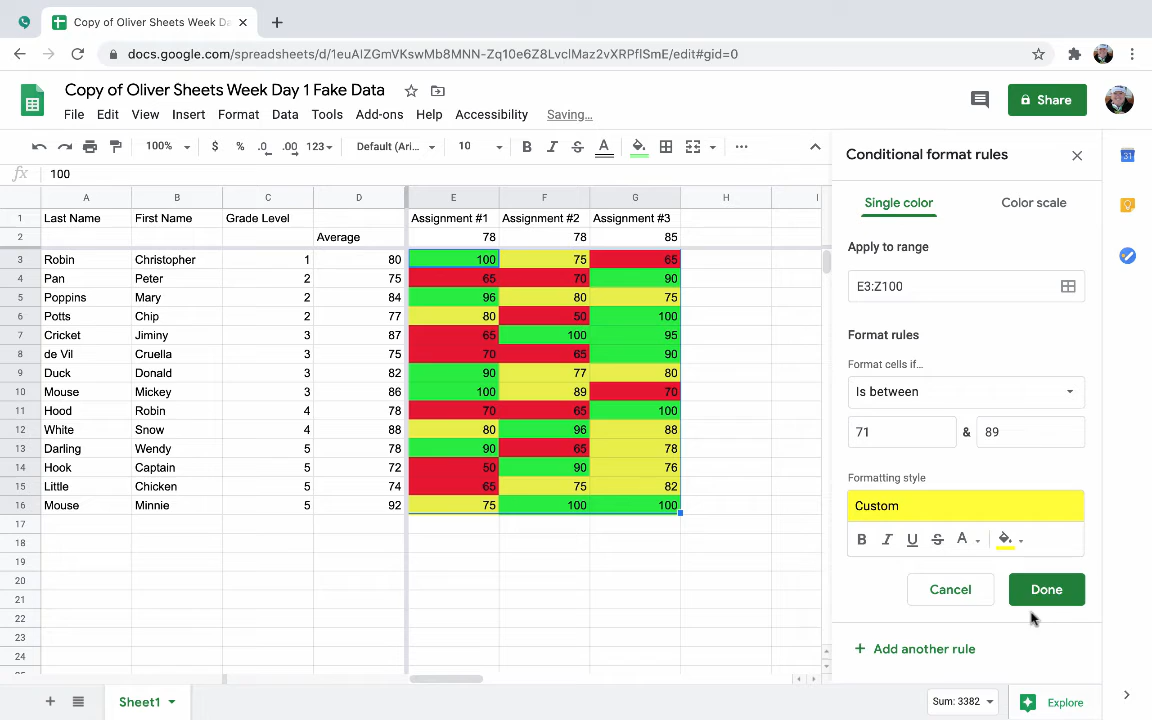 Copy of Oliver Sheets Week Da
docs.google.com/spreadsheets/d/1euAIZGmVKswMb8MNN-Zq10e6Z8LvclMaz2vXRPflSmE/edit#gid=0
Copy of Oliver Sheets Week Day 1 Fake Data
File Edit View Insert Format Data Tools Add-ons Help Accessibility Saving…
Share
100% $ % .0 .00 123 Default (Ari... 10 B I S A
fx 100
A B C D E F G H I
1 Last Name First Name Grade Level Assignment #1 Assignment #2 Assignment #3
2 Average 78 78 85
3 Robin Christopher 1 80 100 75 65
4 Pan Peter 2 75 65 70 90
5 Poppins Mary 2 84 96 80 75
6 Potts Chip 2 77 80 50 100
7 Cricket Jiminy 3 87 65 100 95
8 de Vil Cruella 3 75 70 65 90
9 Duck Donald 3 82 90 77 80
10 Mouse Mickey 3 86 100 89 70
11 Hood Robin 4 78 70 65 100
12 White Snow 4 88 80 96 88
13 Darling Wendy 5 78 90 65 78
14 Hook Captain 5 72 50 90 76
15 Little Chicken 5 74 65 75 82
16 Mouse Minnie 5 92 75 100 100
17
18
19
20
21
22
23
24
Sheet1
Sum: 3382
Explore
Conditional format rules
Single color Color scale
Apply to range
E3:Z100
Format rules
Format cells if…
Is between
71 & 89
Formatting style
Custom
B I U S A
Cancel Done
+ Add another rule
31